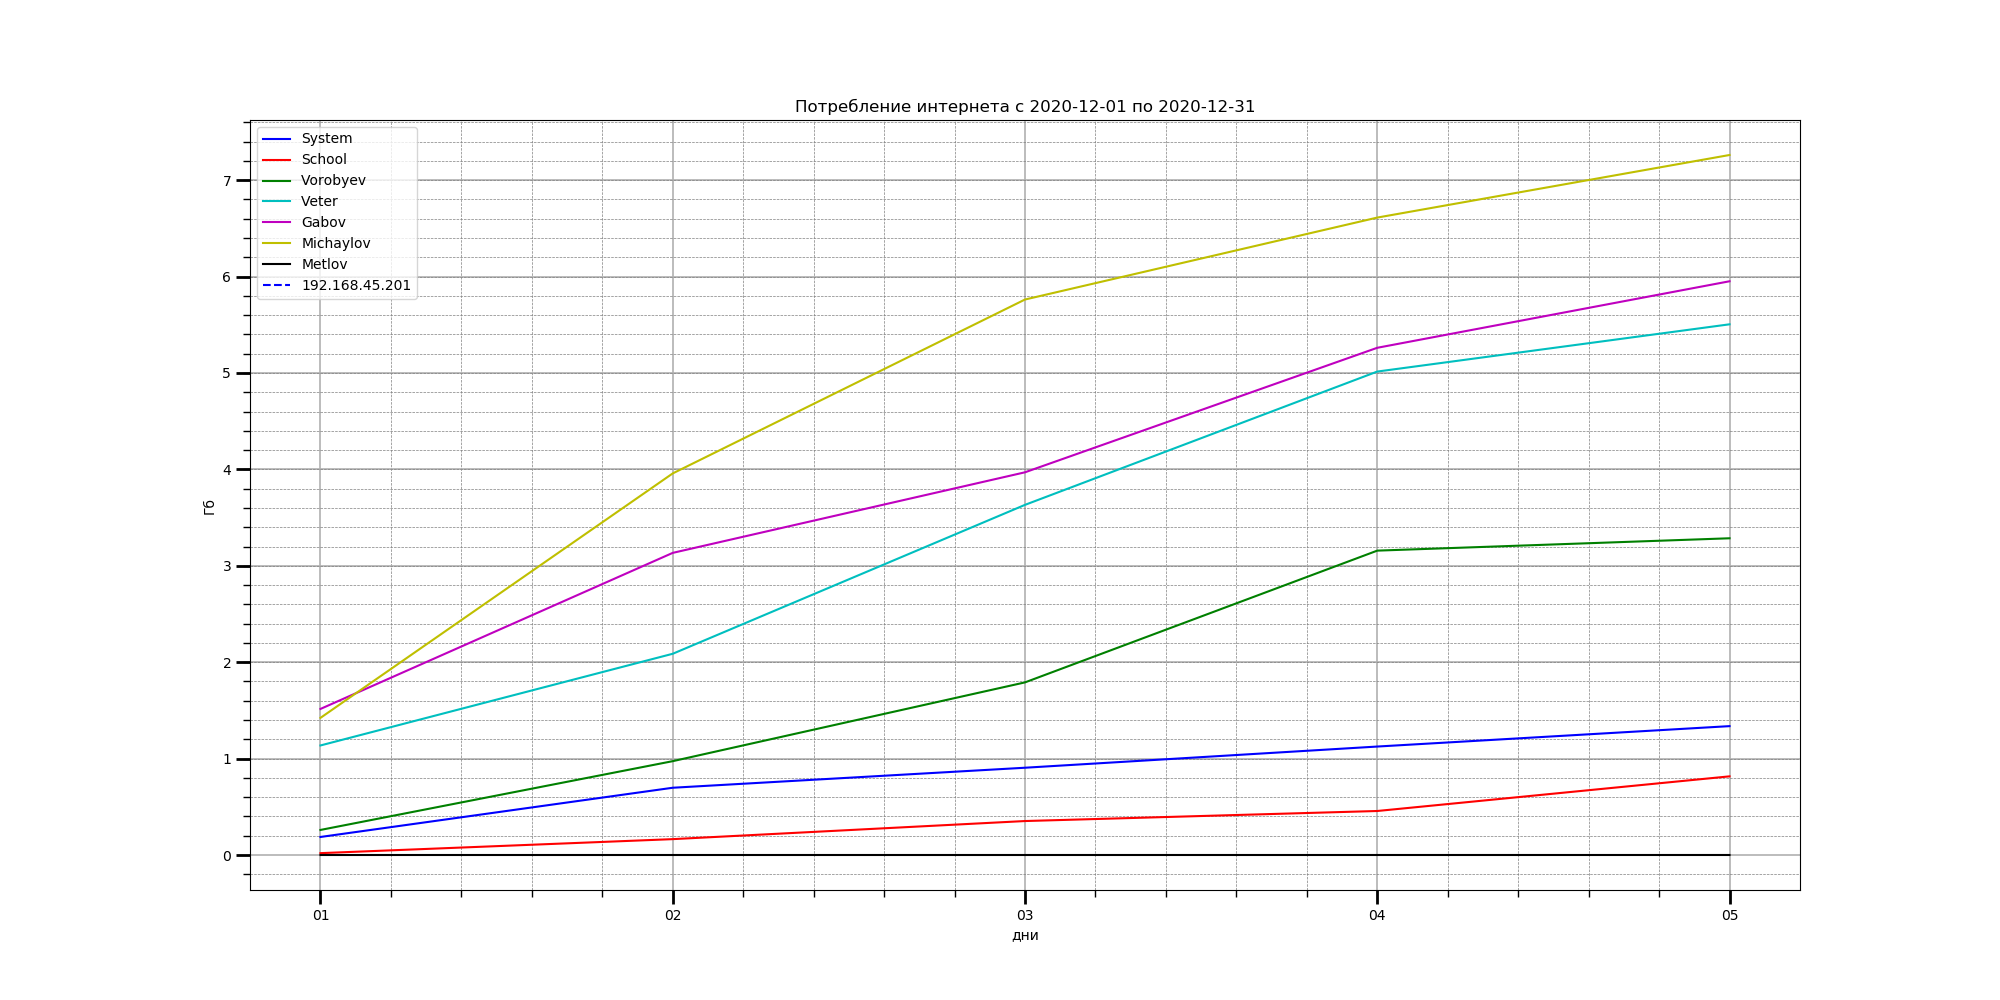 Потребление интернета с 2020-12-01 по 2020-12-31
System
School
Vorobyev
Veter
Gabov
Michaylov
Metlov
192.168.45.201
7
6
5
4
3
2
1
0
Гб
01 02 03 04 05
дни